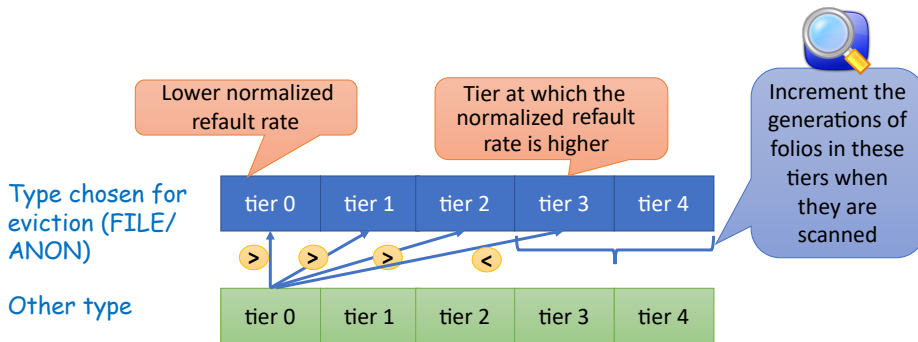 Lower normalized
refault rate
Tier at which the
normalized refault
rate is higher
Increment the
generations of
folios in these
tiers when
they are
scanned
Type chosen for
eviction (FILE/
ANON)
tier 0
tier 1
tier 2
tier 3
tier 4
>
>
>
<
Other type
tier 0
tier 1
tier 2
tier 3
tier 4